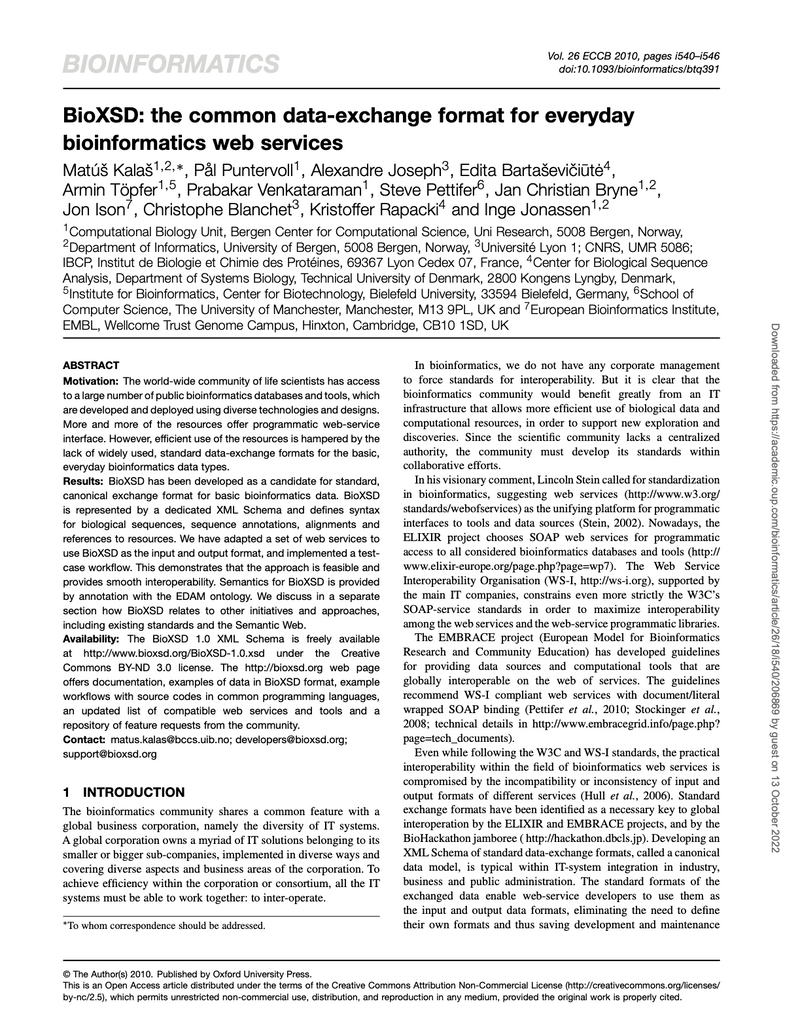 BIOINFORMATICS
Vol. 26 ECCB 2010, pages i540–i546
doi:10.1093/bioinformatics/btq391
BioXSD: the common data-exchange format for everyday
bioinformatics web services
Matúš Kalaš1,2,∗, Pål Puntervoll1, Alexandre Joseph3, Edita Bartaševičiūtė4,
Armin Töpfer1,5, Prabakar Venkataraman1, Steve Pettifer6, Jan Christian Bryne1,2,
Jon Ison7, Christophe Blanchet3, Kristoffer Rapacki4 and Inge Jonassen1,2
1Computational Biology Unit, Bergen Center for Computational Science, Uni Research, 5008 Bergen, Norway,
2Department of Informatics, University of Bergen, 5008 Bergen, Norway, 3Université Lyon 1; CNRS, UMR 5086;
IBCP, Institut de Biologie et Chimie des Protéines, 69367 Lyon Cedex 07, France, 4Center for Biological Sequence
Analysis, Department of Systems Biology, Technical University of Denmark, 2800 Kongens Lyngby, Denmark,
5Institute for Bioinformatics, Center for Biotechnology, Bielefeld University, 33594 Bielefeld, Germany, 6School of
Computer Science, The University of Manchester, Manchester, M13 9PL, UK and 7European Bioinformatics Institute,
EMBL, Wellcome Trust Genome Campus, Hinxton, Cambridge, CB10 1SD, UK
ABSTRACT
Motivation: The world-wide community of life scientists has access
to a large number of public bioinformatics databases and tools, which
are developed and deployed using diverse technologies and designs.
More and more of the resources offer programmatic web-service
interface. However, efficient use of the resources is hampered by the
lack of widely used, standard data-exchange formats for the basic,
everyday bioinformatics data types.
Results: BioXSD has been developed as a candidate for standard,
canonical exchange format for basic bioinformatics data. BioXSD
is represented by a dedicated XML Schema and defines syntax
for biological sequences, sequence annotations, alignments and
references to resources. We have adapted a set of web services to
use BioXSD as the input and output format, and implemented a test-
case workflow. This demonstrates that the approach is feasible and
provides smooth interoperability. Semantics for BioXSD is provided
by annotation with the EDAM ontology. We discuss in a separate
section how BioXSD relates to other initiatives and approaches,
including existing standards and the Semantic Web.
Availability: The BioXSD 1.0 XML Schema is freely available
at http://www.bioxsd.org/BioXSD-1.0.xsd under the Creative
Commons BY-ND 3.0 license. The http://bioxsd.org web page
offers documentation, examples of data in BioXSD format, example
workflows with source codes in common programming languages,
an updated list of compatible web services and tools and a
repository of feature requests from the community.
Contact: matus.kalas@bccs.uib.no; developers@bioxsd.org;
support@bioxsd.org
1 INTRODUCTION
The bioinformatics community shares a common feature with a
global business corporation, namely the diversity of IT systems.
A global corporation owns a myriad of IT solutions belonging to its
smaller or bigger sub-companies, implemented in diverse ways and
covering diverse aspects and business areas of the corporation. To
achieve efficiency within the corporation or consortium, all the IT
systems must be able to work together: to inter-operate.
∗To whom correspondence should be addressed.
In bioinformatics, we do not have any corporate management
to force standards for interoperability. But it is clear that the
bioinformatics community would benefit greatly from an IT
infrastructure that allows more efficient use of biological data and
computational resources, in order to support new exploration and
discoveries. Since the scientific community lacks a centralized
authority, the community must develop its standards within
collaborative efforts.
In his visionary comment, Lincoln Stein called for standardization
in bioinformatics, suggesting web services (http://www.w3.org/
standards/webofservices) as the unifying platform for programmatic
interfaces to tools and data sources (Stein, 2002). Nowadays, the
ELIXIR project chooses SOAP web services for programmatic
access to all considered bioinformatics databases and tools (http://
www.elixir-europe.org/page.php?page=wp7). The Web Service
Interoperability Organisation (WS-I, http://ws-i.org), supported by
the main IT companies, constrains even more strictly the W3C's
SOAP-service standards in order to maximize interoperability
among the web services and the web-service programmatic libraries.
The EMBRACE project (European Model for Bioinformatics
Research and Community Education) has developed guidelines
for providing data sources and computational tools that are
globally interoperable on the web of services. The guidelines
recommend WS-I compliant web services with document/literal
wrapped SOAP binding (Pettifer et al., 2010; Stockinger et al.,
2008; technical details in http://www.embracegrid.info/page.php?
page=tech_documents).
Even while following the W3C and WS-I standards, the practical
interoperability within the field of bioinformatics web services is
compromised by the incompatibility or inconsistency of input and
output formats of different services (Hull et al., 2006). Standard
exchange formats have been identified as a necessary key to global
interoperation by the ELIXIR and EMBRACE projects, and by the
BioHackathon jamboree ( http://hackathon.dbcls.jp). Developing an
XML Schema of standard data-exchange formats, called a canonical
data model, is typical within IT-system integration in industry,
business and public administration. The standard formats of the
exchanged data enable web-service developers to use them as
the input and output data formats, eliminating the need to define
their own formats and thus saving development and maintenance
© The Author(s) 2010. Published by Oxford University Press.
This is an Open Access article distributed under the terms of the Creative Commons Attribution Non-Commercial License (http://creativecommons.org/licenses/
by-nc/2.5), which permits unrestricted non-commercial use, distribution, and reproduction in any medium, provided the original work is properly cited.
Downloaded from https://academic.oup.com/bioinformatics/article/26/18/i540/206869 by guest on 13 October 2022